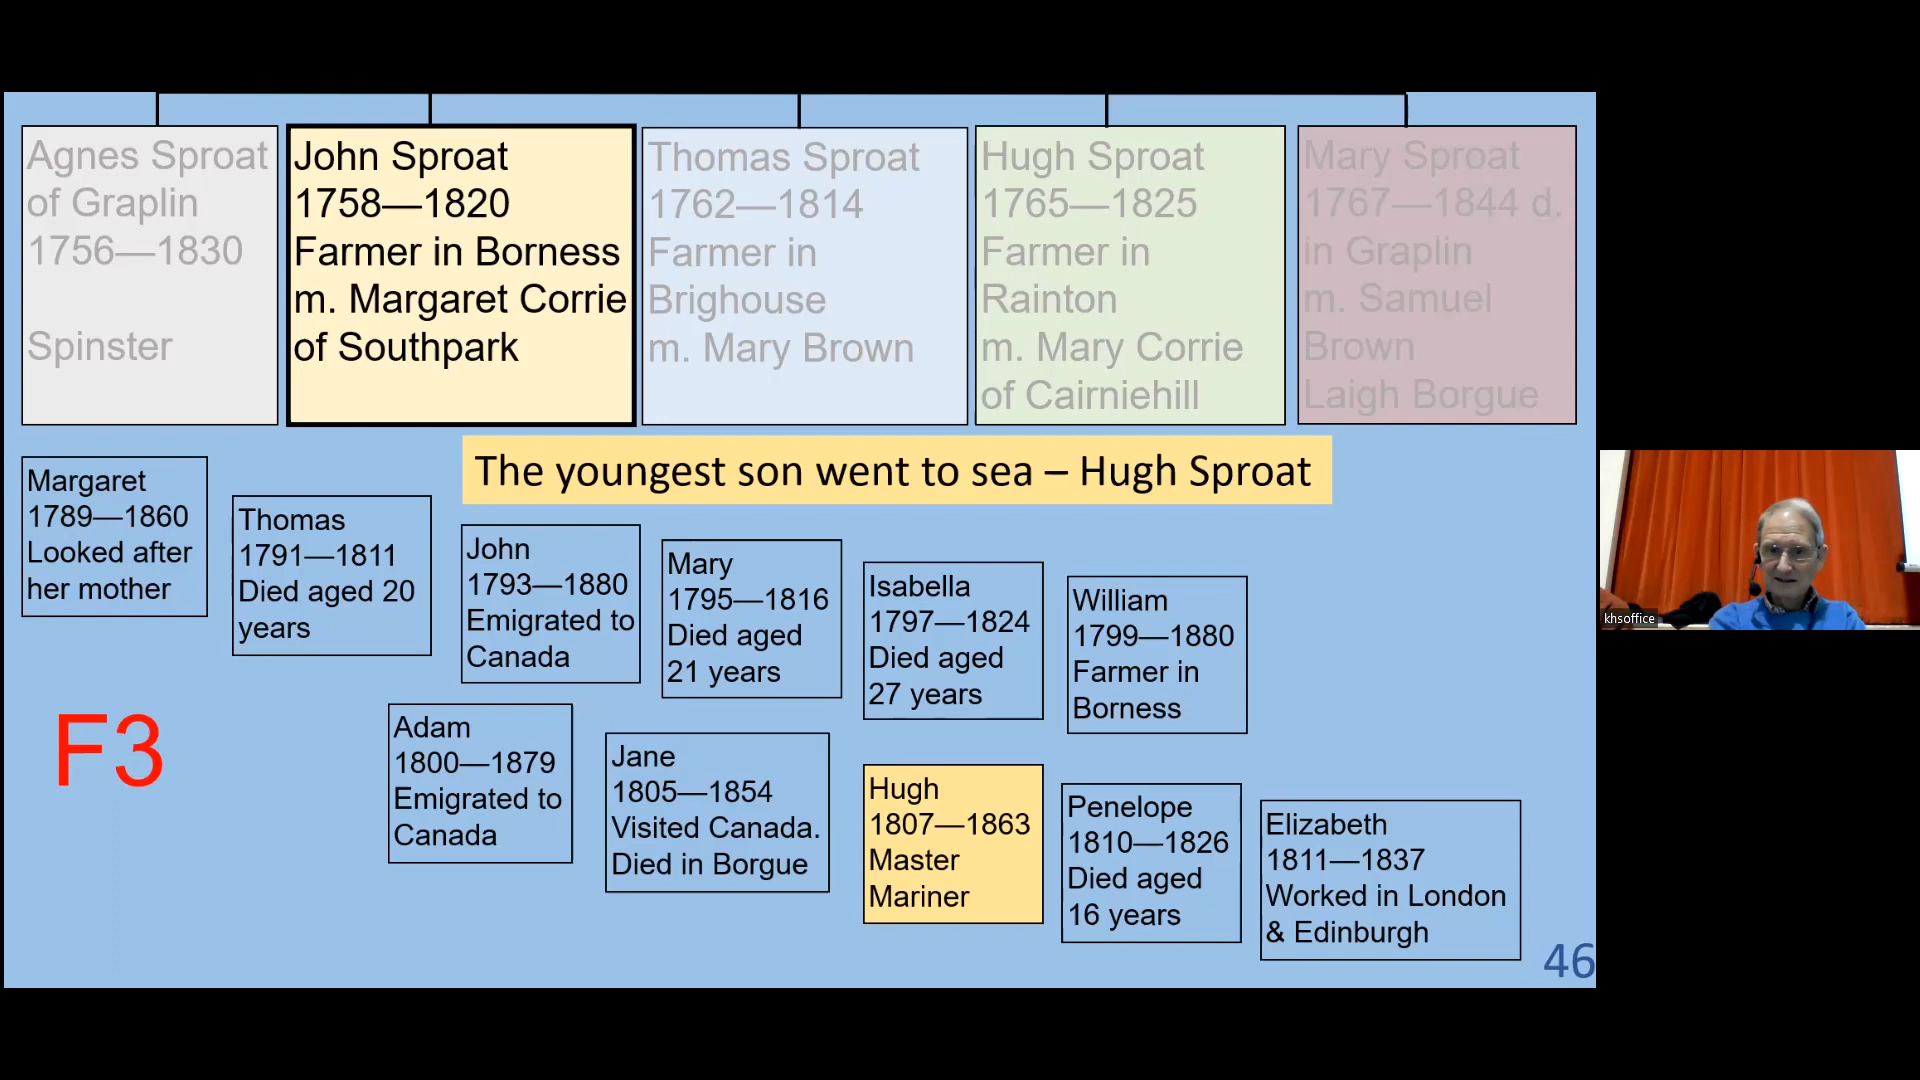 Agnes Sproat
of Graplin
1756—1830
Spinster
John Sproat
1758—1820
Farmer in Borness
m. Margaret Corrie
of Southpark
Thomas Sproat
1762—1814
Farmer in
Brighouse
m. Mary Brown
Hugh Sproat
1765—1825
Farmer in
Rainton
m. Mary Corrie
of Cairniehill
Mary Sproat
1767—1844 d.
in Graplin
m. Samuel
Brown
Laigh Borgue
The youngest son went to sea – Hugh Sproat
Margaret
1789—1860
Looked after
her mother
Thomas
1791—1811
Died aged 20
years
John
1793—1880
Emigrated to
Canada
Mary
1795—1816
Died aged
21 years
Isabella
1797—1824
Died aged
27 years
William
1799—1880
Farmer in
Borness
F3
Adam
1800—1879
Emigrated to
Canada
Jane
1805—1854
Visited Canada.
Died in Borgue
Hugh
1807—1863
Master
Mariner
Penelope
1810—1826
Died aged
16 years
Elizabeth
1811—1837
Worked in London
& Edinburgh
46
khsoffice